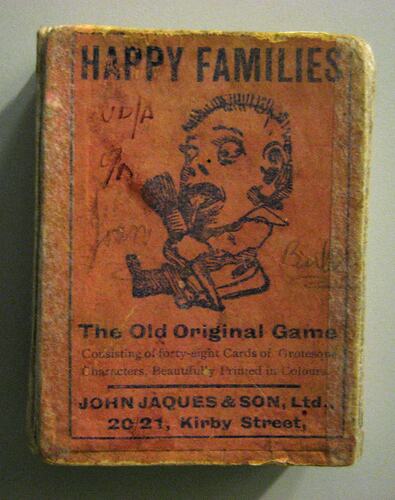 HAPPY FAMILIES
The Old Original Game
Consisting of forty-eight Cards of Grotesque
Characters, Beautifully Printed in Colours.
JOHN JAQUES & SON, Ltd.,
20/21, Kirby Street,